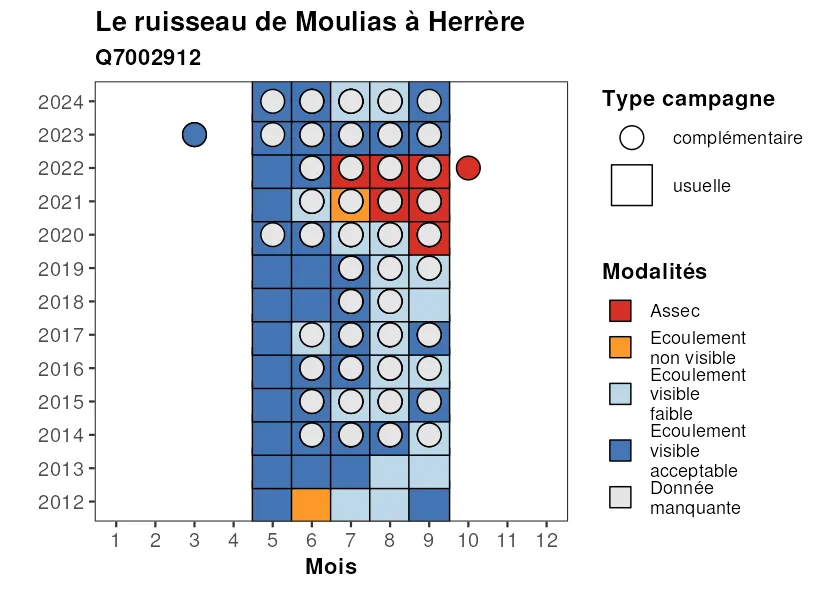 Le ruisseau de Moulias à Herrère
Q7002912
2024
2023
2022
2021
2020
2019
2018
2017
2016
2015
2014
2013
2012
1 2 3 4 5 6 7 8 9 10 11 12
Mois
Type campagne
complémentaire
usuelle
Modalités
Assec
Ecoulement
non visible
Ecoulement
visible
faible
Ecoulement
visible
acceptable
Donnée
manquante